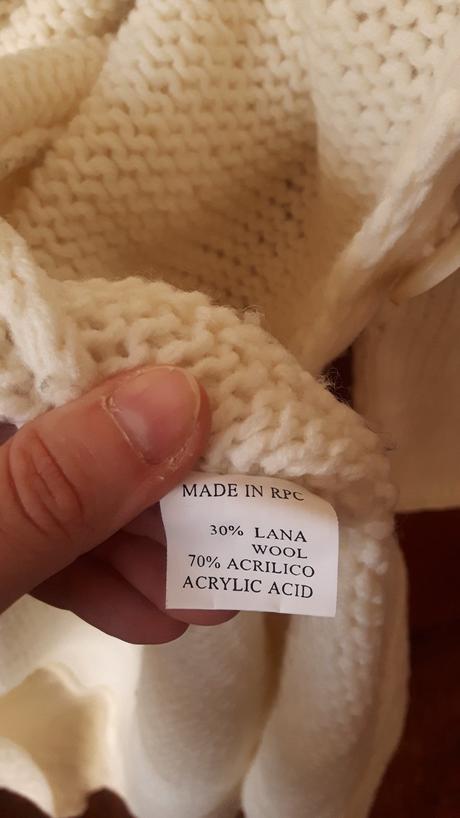 MADE IN RPC
30% LANA
WOOL
70% ACRILICO
ACRYLIC ACID